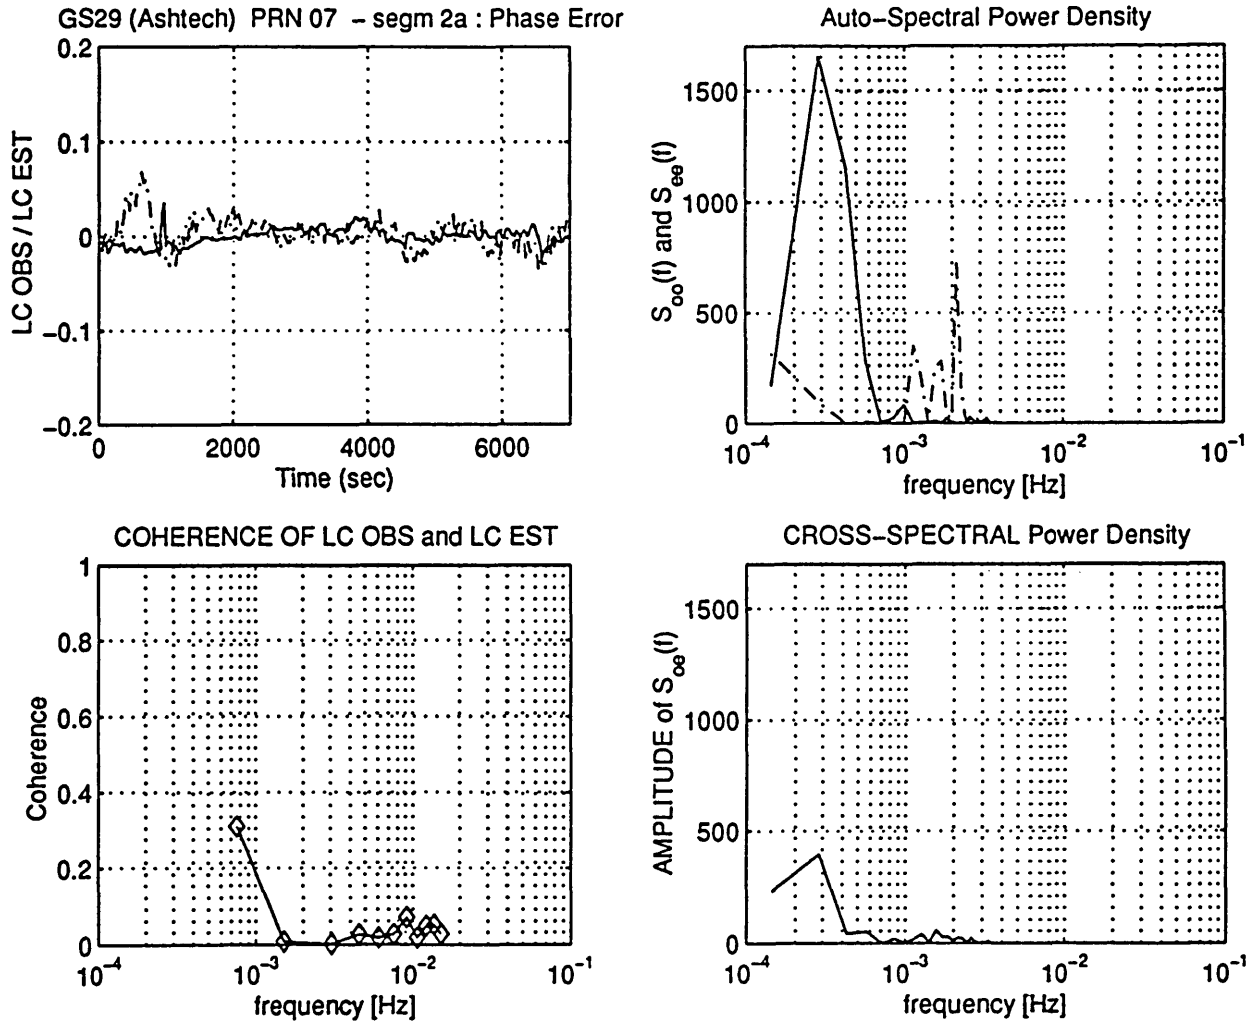 GS29 (Ashtech) PRN 07 – segm 2a : Phase Error
LC OBS / LC EST
0.2
0.1
0
−0.1
−0.2
0
2000
4000
6000
Time (sec)
Auto−Spectral Power Density
Soo(f) and See(f)
1500
1000
500
0
10−4
10−3
10−2
10−1
frequency [Hz]
COHERENCE OF LC OBS and LC EST
Coherence
1
0.8
0.6
0.4
0.2
0
10−4
10−3
10−2
10−1
frequency [Hz]
CROSS−SPECTRAL Power Density
AMPLITUDE of Soe(f)
1500
1000
500
0
10−4
10−3
10−2
10−1
frequency [Hz]